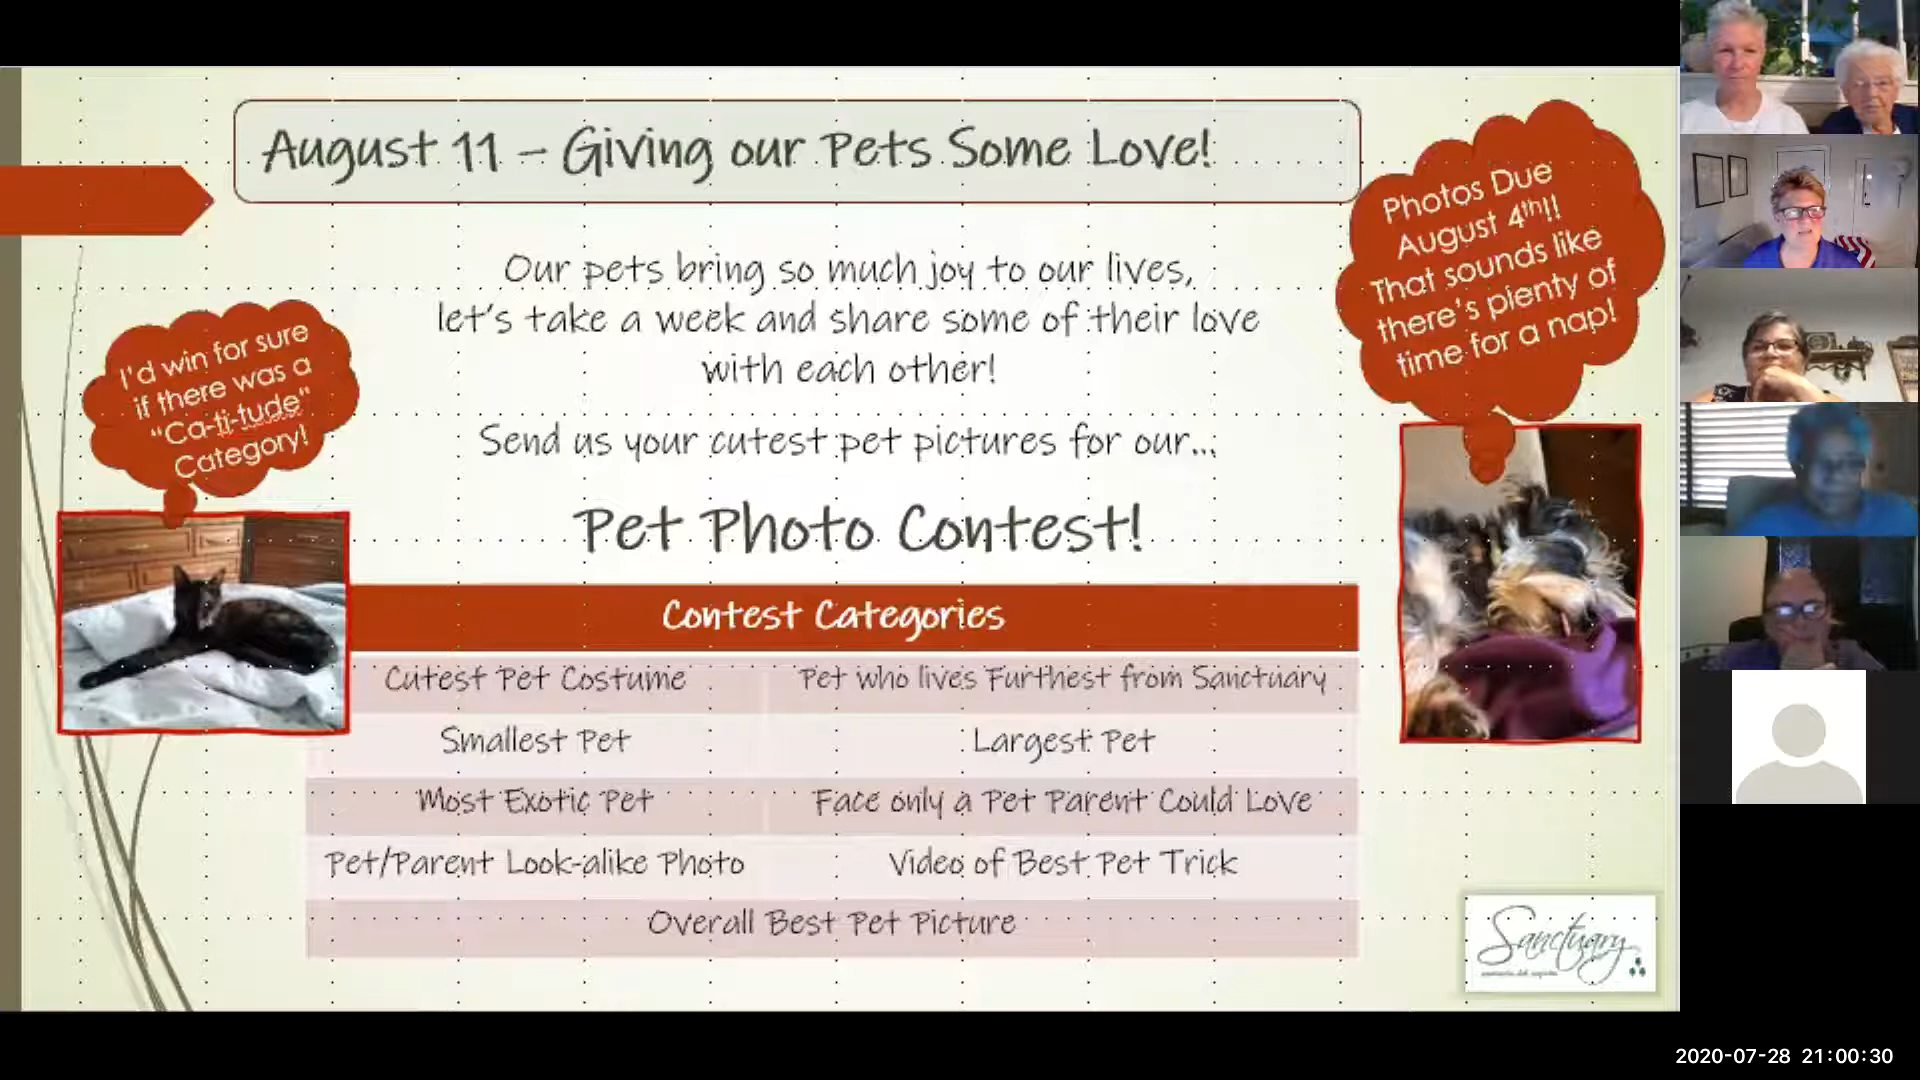 August 11 – Giving our Pets Some Love!
Photos Due
August 4th!!
That sounds like
there's plenty of
time for a nap!
Our pets bring so much joy to our lives,
let's take a week and share some of their love
with each other!
I'd win for sure
if there was a
"Ca-ti-tude"
Category!
Send us your cutest pet pictures for our...
Pet Photo Contest!
Contest Categories
Cutest Pet Costume
Pet who lives Furthest from Sanctuary
Smallest Pet
Largest Pet
Most Exotic Pet
Face only a Pet Parent Could Love
Pet/Parent Look-alike Photo
Video of Best Pet Trick
Overall Best Pet Picture
Sanctuary
2020-07-28 21:00:30